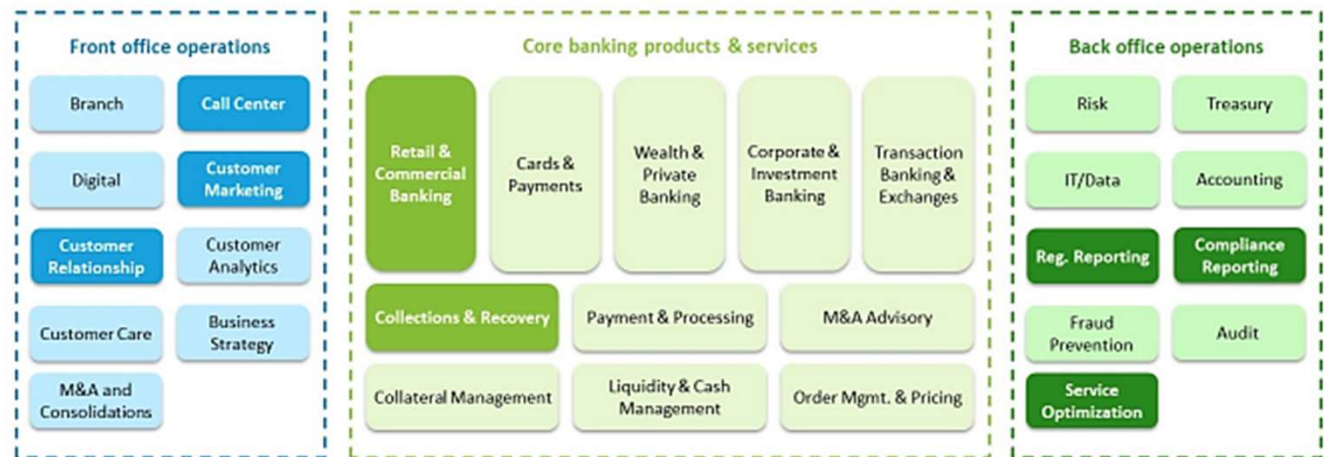 Front office operations
Branch
Call Center
Digital
Customer
Marketing
Customer
Relationship
Customer
Analytics
Customer Care
Business
Strategy
M&A and
Consolidations
Core banking products & services
Retail &
Commercial
Banking
Cards &
Payments
Wealth &
Private
Banking
Corporate &
Investment
Banking
Transaction
Banking &
Exchanges
Collections & Recovery
Payment & Processing
M&A Advisory
Collateral Management
Liquidity & Cash
Management
Order Mgmt. & Pricing
Back office operations
Risk
Treasury
IT/Data
Accounting
Reg. Reporting
Compliance
Reporting
Fraud
Prevention
Audit
Service
Optimization